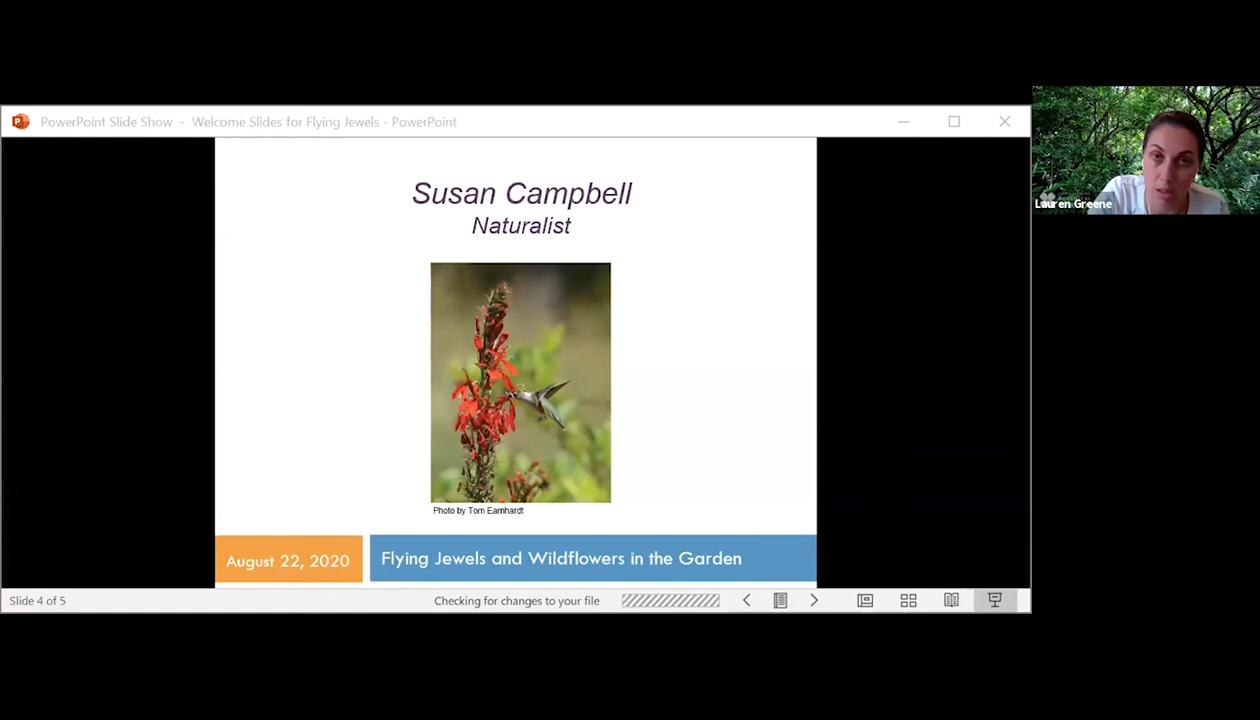 PowerPoint Slide Show - Welcome Slides for Flying Jewels - PowerPoint
Susan Campbell
Naturalist
Photo by Tom Earnhardt
August 22, 2020
Flying Jewels and Wildflowers in the Garden
Slide 4 of 5
Checking for changes to your file
Lauren Greene